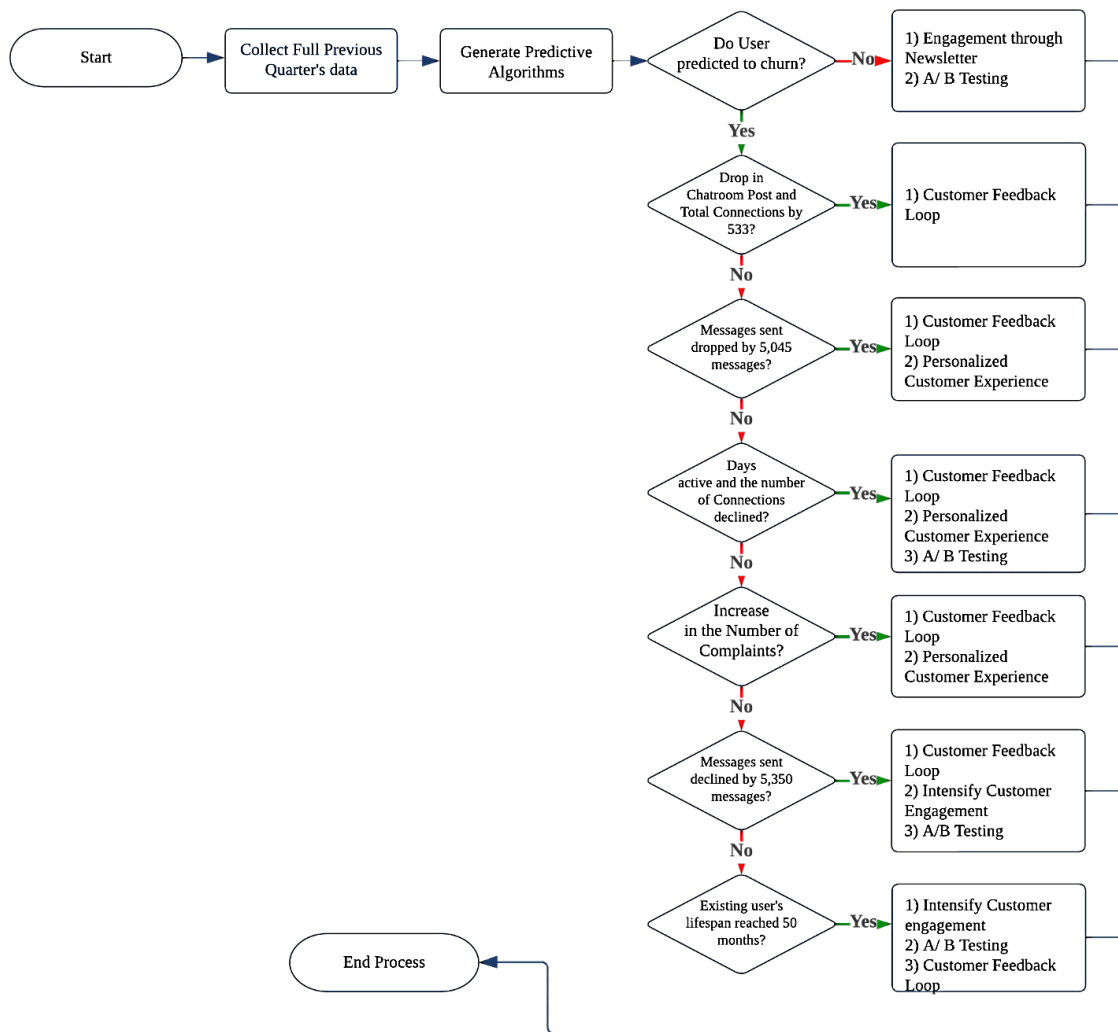 Start
Collect Full Previous
Quarter's data
Generate Predictive
Algorithms
Do User
predicted to churn?
No
1) Engagement through
Newsletter
2) A/ B Testing
Yes
Drop in
Chatroom Post and
Total Connections by
533?
Yes
1) Customer Feedback
Loop
No
Messages sent
dropped by 5,045
messages?
Yes
1) Customer Feedback
Loop
2) Personalized
Customer Experience
No
Days
active and the number
of Connections
declined?
Yes
1) Customer Feedback
Loop
2) Personalized
Customer Experience
3) A/ B Testing
No
Increase
in the Number of
Complaints?
Yes
1) Customer Feedback
Loop
2) Personalized
Customer Experience
No
Messages sent
declined by 5,350
messages?
Yes
1) Customer Feedback
Loop
2) Intensify Customer
Engagement
3) A/B Testing
No
Existing user's
lifespan reached 50
months?
Yes
1) Intensify Customer
engagement
2) A/ B Testing
3) Customer Feedback
Loop
End Process